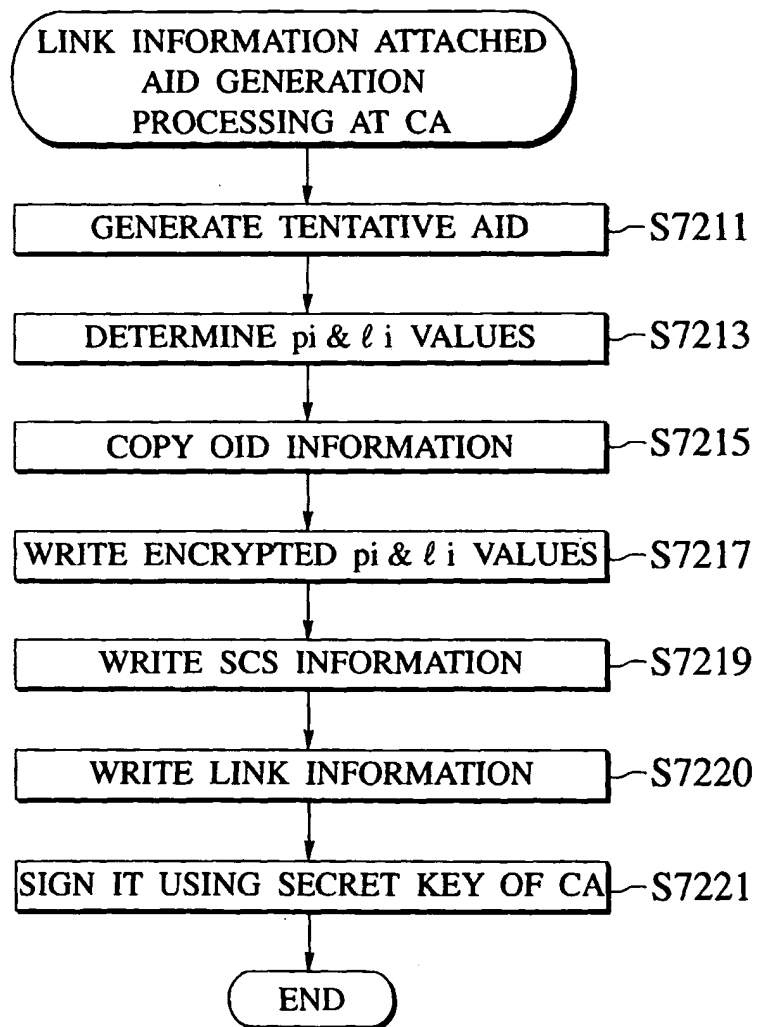 LINK INFORMATION ATTACHED
AID GENERATION
PROCESSING AT CA
GENERATE TENTATIVE AID
S7211
DETERMINE pi & ℓ i VALUES
S7213
COPY OID INFORMATION
S7215
WRITE ENCRYPTED pi & ℓ i VALUES
S7217
WRITE SCS INFORMATION
S7219
WRITE LINK INFORMATION
S7220
SIGN IT USING SECRET KEY OF CA
S7221
END